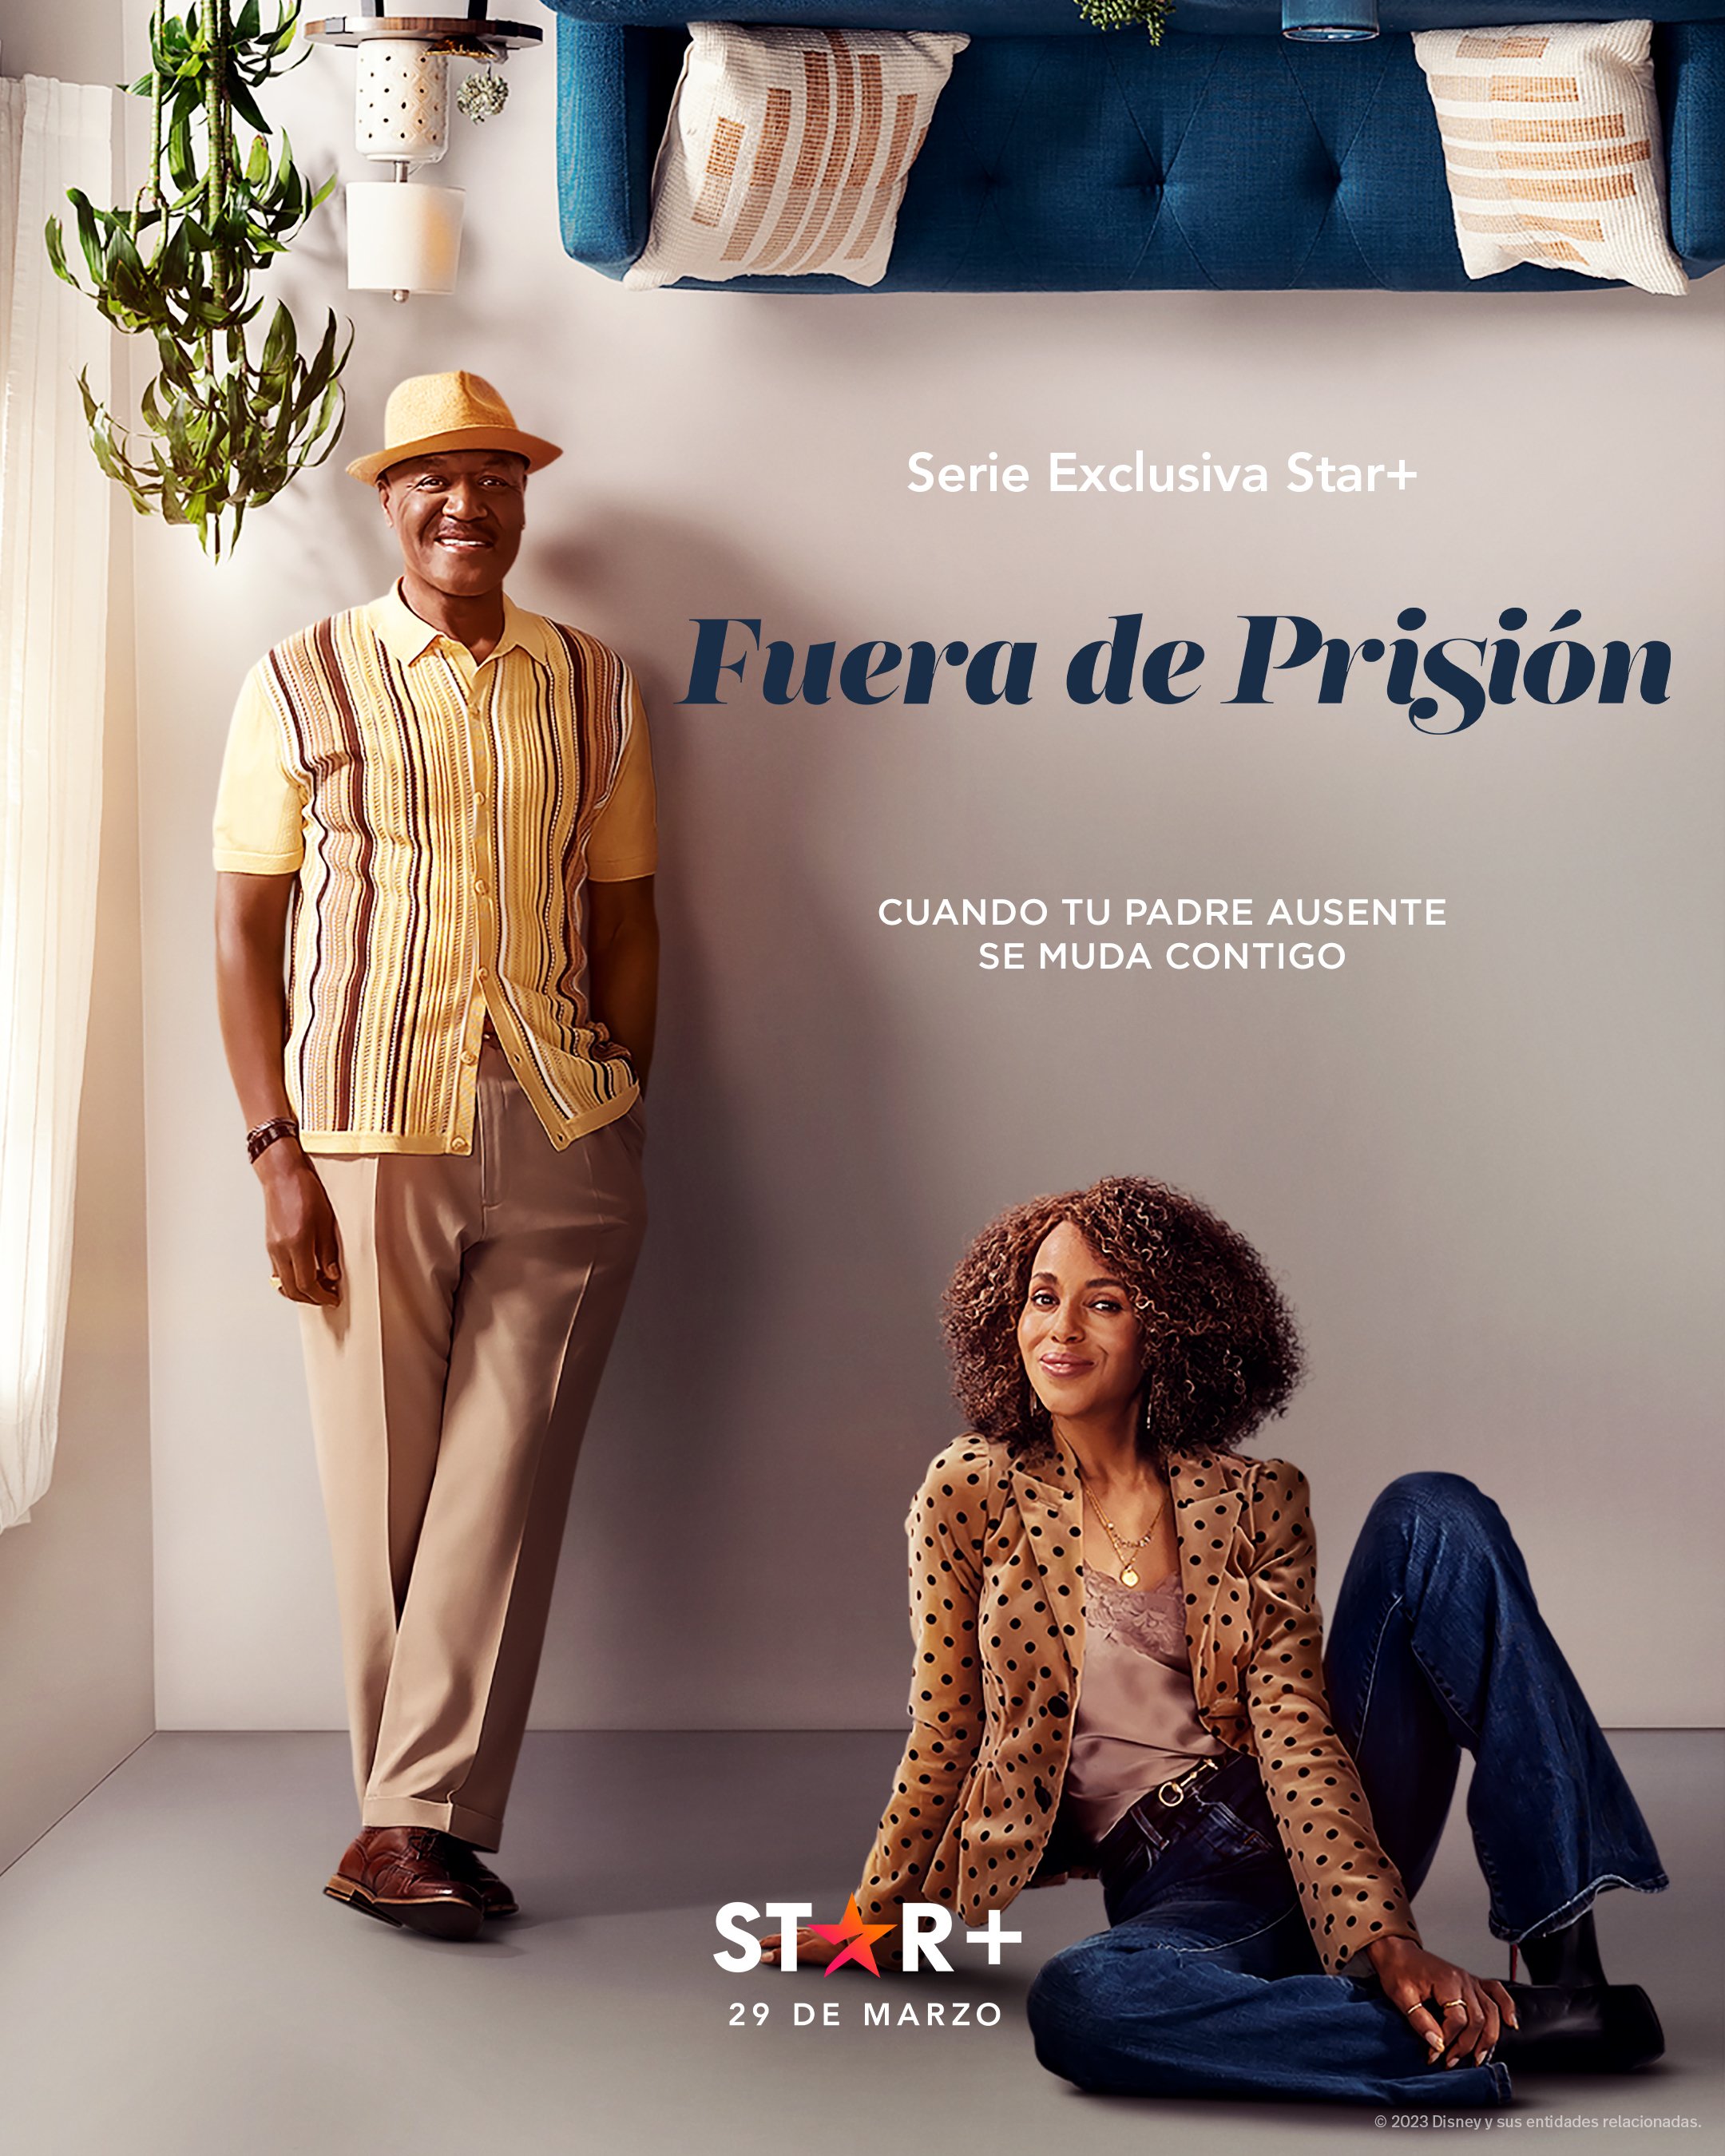 Serie Exclusiva Star+
Fuera de Prisión
CUANDO TU PADRE AUSENTE
SE MUDA CONTIGO
STAR+
29 DE MARZO
© 2023 Disney y sus entidades relacionadas.